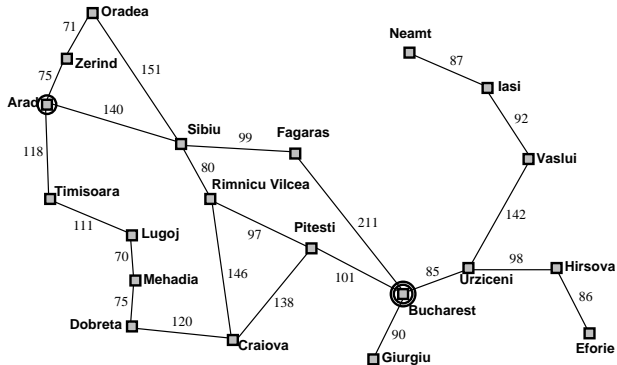 Oradea
71
Neamt
87
Zerind
75
151
Iasi
Arad
140
92
Sibiu
99
Fagaras
118
Vaslui
80
Timisoara
Rimnicu Vilcea
111
211
142
Lugoj
97
Pitesti
70
146
101
85
98
Hirsova
Mehadia
138
Urziceni
75
86
Bucharest
Dobreta
120
90
Craiova
Eforie
Giurgiu